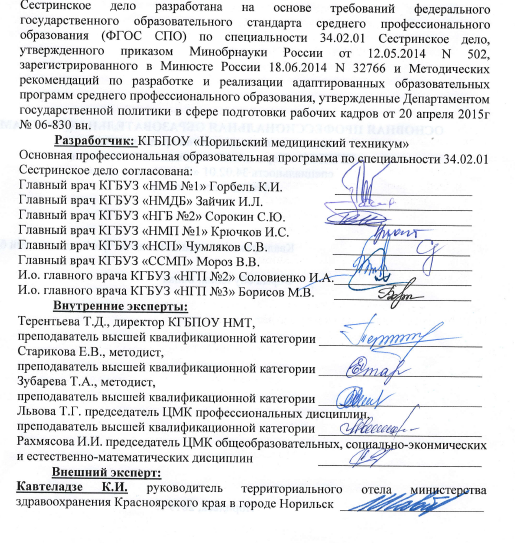 Сестринское дело разработана на основе требований федерального
государственного образовательного стандарта среднего профессионального
образования (ФГОС СПО) по специальности 34.02.01 Сестринское дело,
утвержденного приказом Минобрнауки России от 12.05.2014 N 502,
зарегистрированного в Минюсте России 18.06.2014 N 32766 и Методических
рекомендаций по разработке и реализации адаптированных образовательных
программ среднего профессионального образования, утвержденные Департаментом
государственной политики в сфере подготовки рабочих кадров от 20 апреля 2015г
№ 06-830 вн.
Разработчик: КГБПОУ «Норильский медицинский техникум»
Основная профессиональная образовательная программа по специальности 34.02.01
Сестринское дело согласована:
Главный врач КГБУЗ «НМБ №1» Горбель К.И.
Главный врач КГБУЗ «НМДБ» Зайчик И.Л.
Главный врач КГБУЗ «НГБ №2» Сорокин С.Ю.
Главный врач КГБУЗ «НМП №1» Крючков И.С.
Главный врач КГБУЗ «НСП» Чумляков С.В.
Главный врач КГБУЗ «ССМП» Мороз В.В.
И.о. главного врача КГБУЗ «НГП №2» Соловиенко И.А.
И.о. главного врача КГБУЗ «НГП №3» Борисов М.В.
Внутренние эксперты:
Терентьева Т.Д., директор КГБПОУ НМТ,
преподаватель высшей квалификационной категории
Старикова Е.В., методист,
преподаватель высшей квалификационной категории
Зубарева Т.А., методист,
преподаватель высшей квалификационной категории
Львова Т.Г. председатель ЦМК профессиональных дисциплин,
преподаватель высшей квалификационной категории
Рахмясова И.И. председатель ЦМК общеобразовательных, социально-экнмических
и естественно-математических дисциплин
Внешний эксперт:
Кавтеладзе К.И. руководитель территориального отела министерства
здравоохранения Красноярского края в городе Норильск